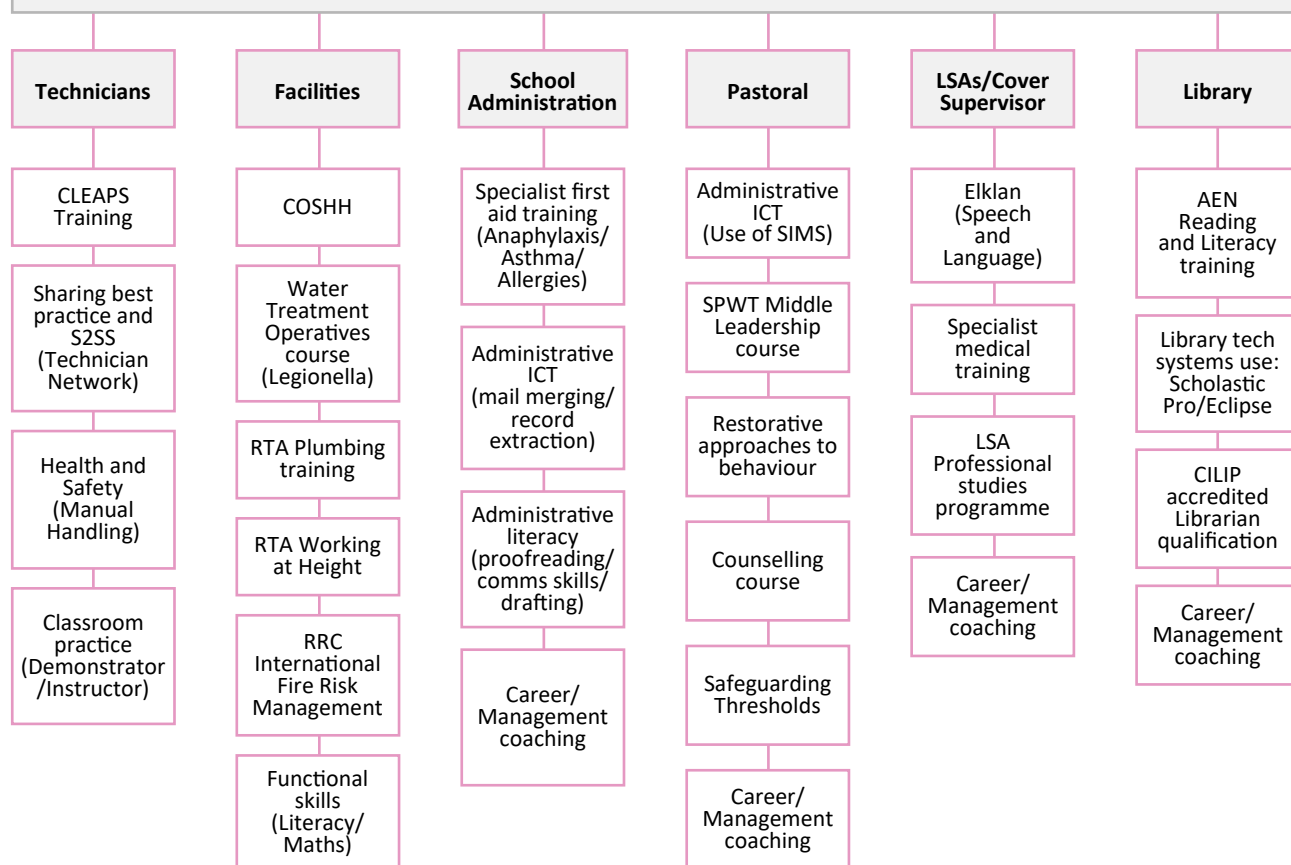 Technicians
CLEAPS
Training
Sharing best
practice and
S2SS
(Technician
Network)
Health and
Safety
(Manual
Handling)
Classroom
practice
(Demonstrator
/Instructor)
Facilities
COSHH
Water
Treatment
Operatives
course
(Legionella)
RTA Plumbing
training
RTA Working
at Height
RRC
International
Fire Risk
Management
Functional
skills
(Literacy/
Maths)
School
Administration
Specialist first
aid training
(Anaphylaxis/
Asthma/
Allergies)
Administrative
ICT
(mail merging/
record
extraction)
Administrative
literacy
(proofreading/
comms skills/
drafting)
Career/
Management
coaching
Pastoral
Administrative
ICT
(Use of SIMS)
SPWT Middle
Leadership
course
Restorative
approaches to
behaviour
Counselling
course
Safeguarding
Thresholds
Career/
Management
coaching
LSAs/Cover
Supervisor
Elklan
(Speech
and
Language)
Specialist
medical
training
LSA
Professional
studies
programme
Career/
Management
coaching
Library
AEN
Reading
and Literacy
training
Library tech
systems use:
Scholastic
Pro/Eclipse
CILIP
accredited
Librarian
qualification
Career/
Management
coaching